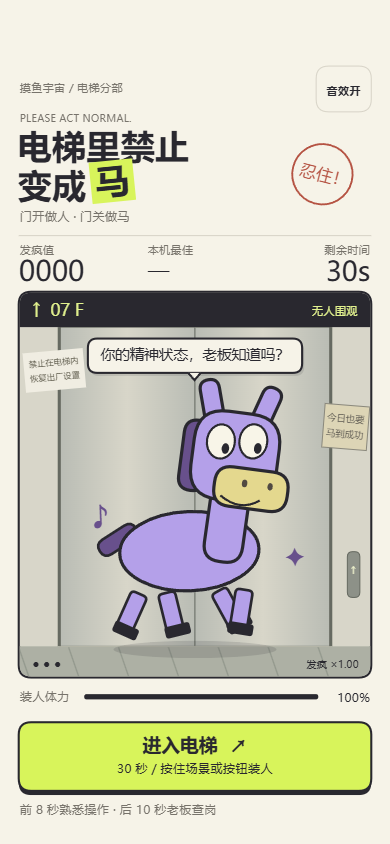 摸鱼宇宙 / 电梯分部
音效开
PLEASE ACT NORMAL.
电梯里禁止
变成 马
忍住!
门开做人 · 门关做马
发疯值
本机最佳
剩余时间
0000
—
30s
↑ 07 F
无人围观
禁止在电梯内
恢复出厂设置
你的精神状态，老板知道吗?
今日也要
马到成功
↑
发疯 ×1.00
装人体力
100%
进入电梯 ↗
30 秒 / 按住场景或按钮装人
前 8 秒熟悉操作 · 后 10 秒老板查岗